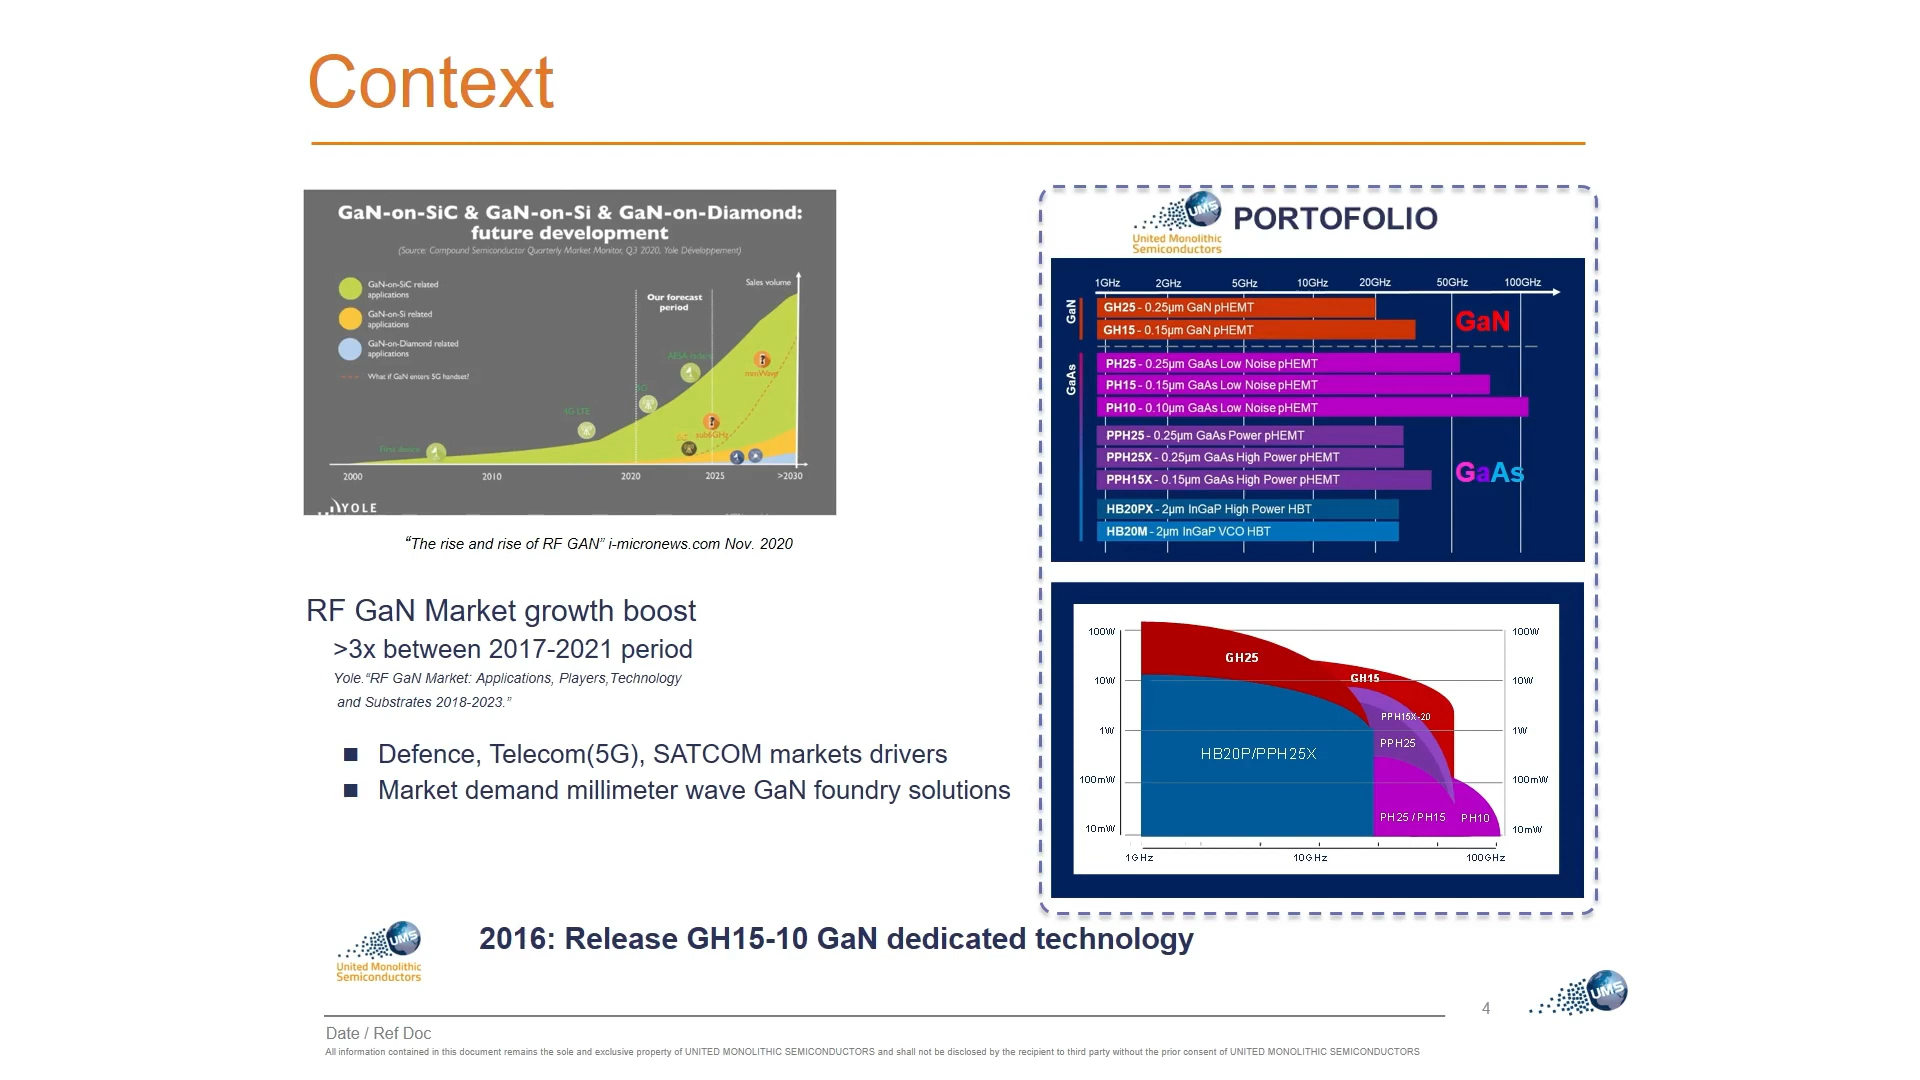 Context
GaN-on-SiC & GaN-on-Si & GaN-on-Diamond:
future development
(Source: Compound Semiconductor Quarterly Market Monitor, Q3 2020, Yole Développement)
GaN-on-SiC related
applications
GaN-on-Si related
applications
GaN-on-Diamond related
applications
What if GaN enters 5G handset?
Our forecast
period
Sales volume
AESA radars
mmWave
5G
4G LTE
sub6GHz
First device
2000
2010
2020
2025
>2030
YOLE
“The rise and rise of RF GAN” i-micronews.com Nov. 2020
RF GaN Market growth boost
>3x between 2017-2021 period
Yole.“RF GaN Market: Applications, Players,Technology
and Substrates 2018-2023.”
■ Defence, Telecom(5G), SATCOM markets drivers
■ Market demand millimeter wave GaN foundry solutions
UMS
United Monolithic
Semiconductors
PORTOFOLIO
1GHz 2GHz 5GHz 10GHz 20GHz 50GHz 100GHz
GaN
GH25 - 0.25µm GaN pHEMT
GH15 - 0.15µm GaN pHEMT
GaN
GaAs
PH25 - 0.25µm GaAs Low Noise pHEMT
PH15 - 0.15µm GaAs Low Noise pHEMT
PH10 - 0.10µm GaAs Low Noise pHEMT
PPH25 - 0.25µm GaAs Power pHEMT
PPH25X - 0.25µm GaAs High Power pHEMT
PPH15X - 0.15µm GaAs High Power pHEMT
GaAs
HB20PX - 2µm InGaP High Power HBT
HB20M - 2µm InGaP VCO HBT
100W 100W
GH25
10W GH15 10W
PPH15X-20
1W 1W
PPH25
HB20P/PPH25X
100mW 100mW
PH25 / PH15 PH10
10mW 10mW
1GHz 10GHz 100GHz
UMS
United Monolithic
Semiconductors
2016: Release GH15-10 GaN dedicated technology
4
UMS
Date / Ref Doc
All information contained in this document remains the sole and exclusive property of UNITED MONOLITHIC SEMICONDUCTORS and shall not be disclosed by the recipient to third party without the prior consent of UNITED MONOLITHIC SEMICONDUCTORS